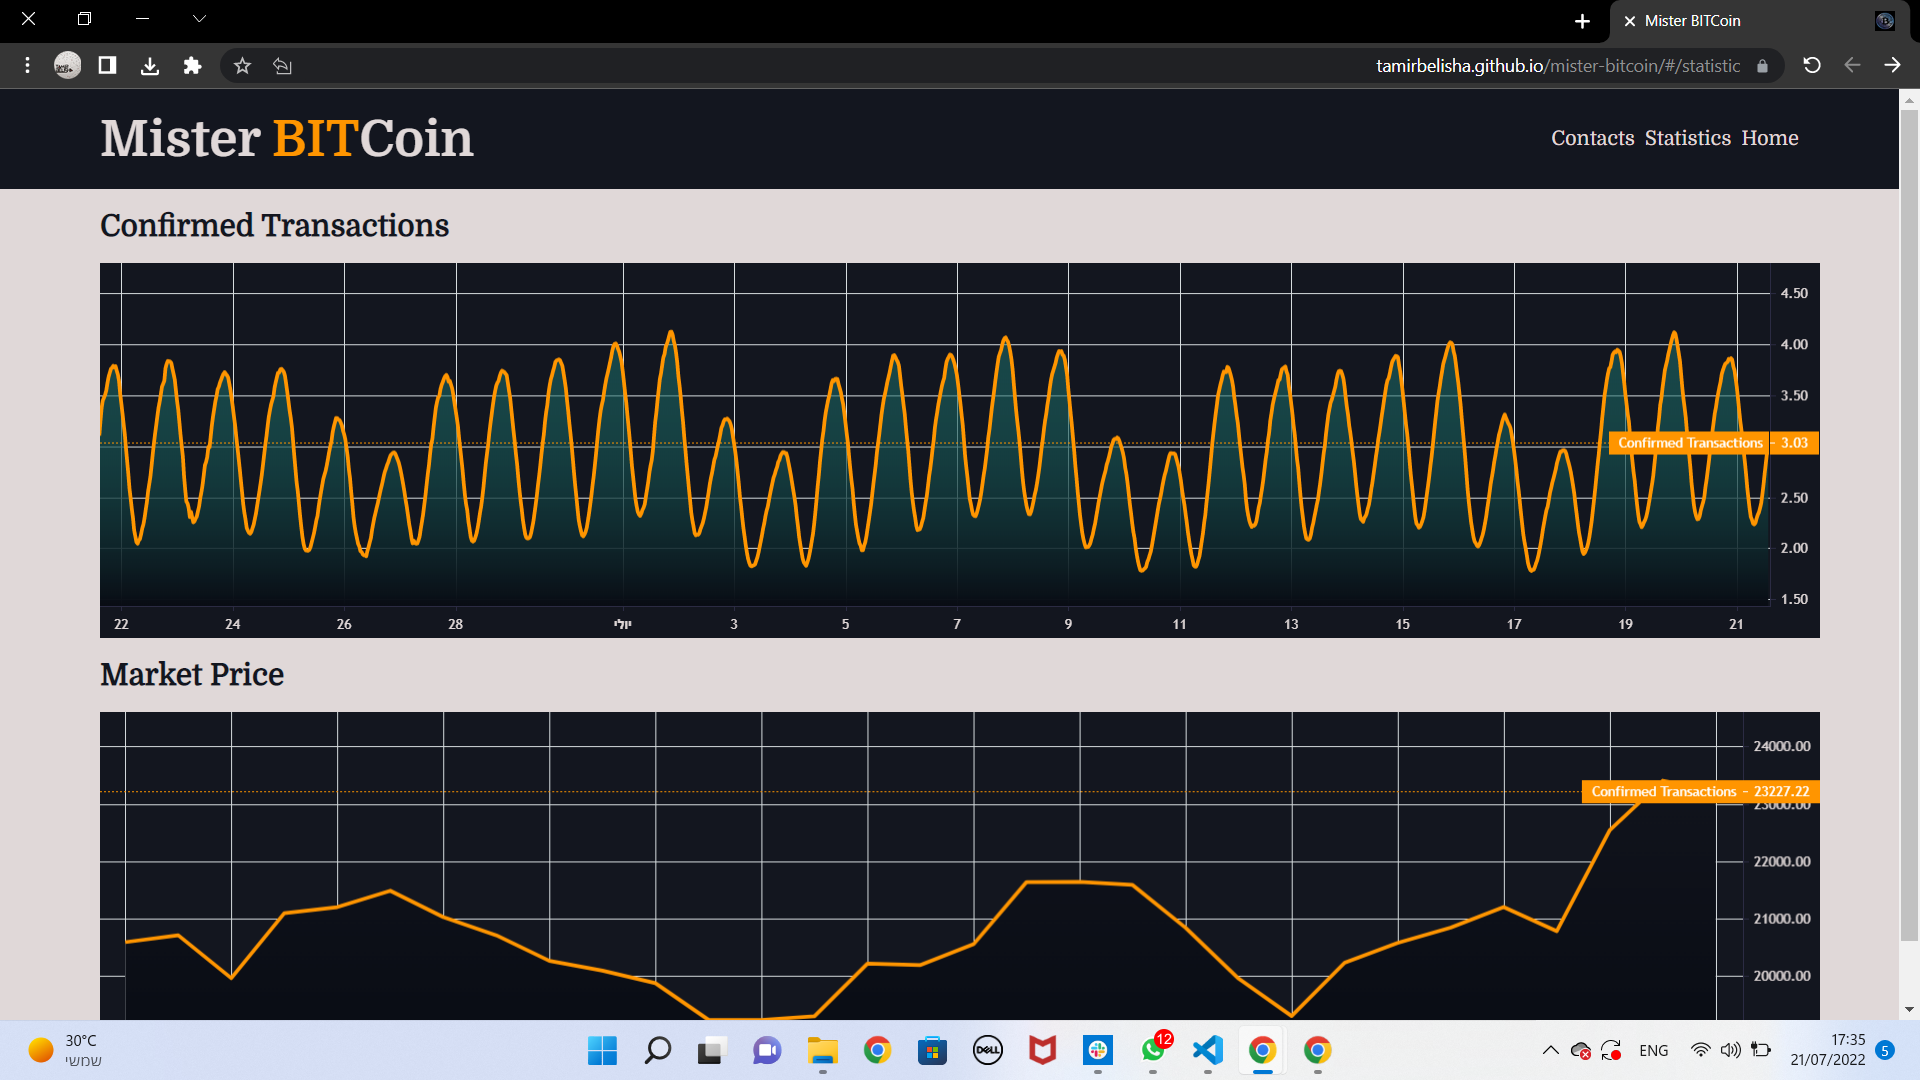 Mister BITCoin
tamirbelisha.github.io/mister-bitcoin/#/statistic
Mister BITCoin
Contacts Statistics Home
Confirmed Transactions
4.50
4.00
3.50
Confirmed Transactions - 3.03
2.50
2.00
1.50
22 24 26 28 יולי 3 5 7 9 11 13 15 17 19 21
Market Price
24000.00
Confirmed Transactions - 23227.22
23000.00
22000.00
21000.00
20000.00
30°C
שמשי
DELL
12
ENG
17:35
21/07/2022
5